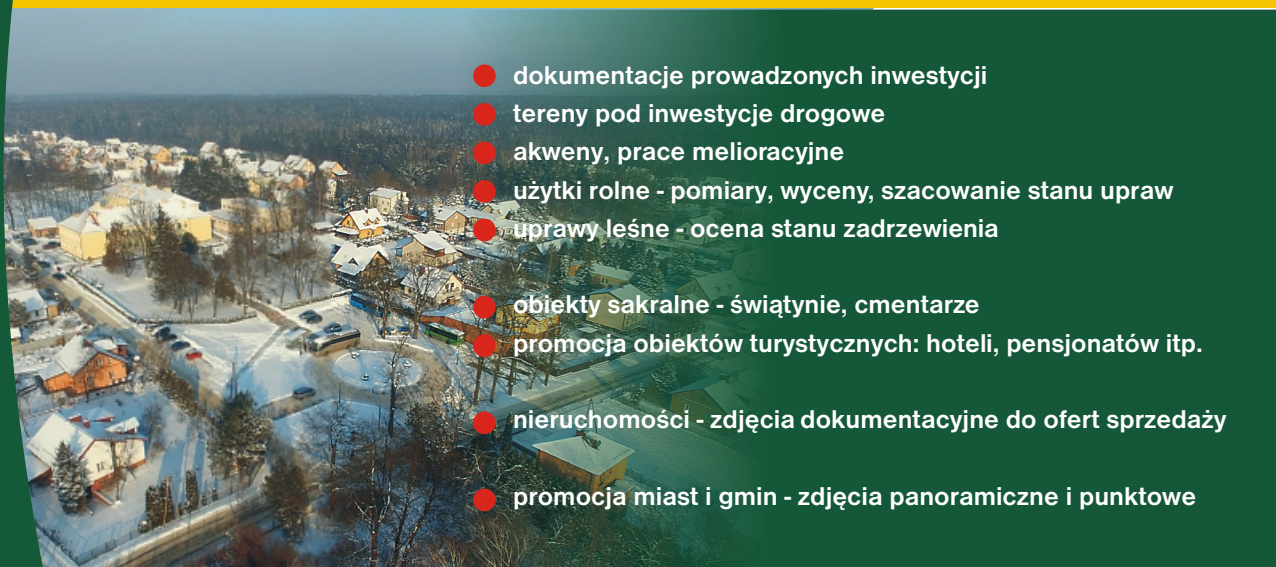 dokumentacje prowadzonych inwestycji
tereny pod inwestycje drogowe
akweny, prace melioracyjne
użytki rolne - pomiary, wyceny, szacowanie stanu upraw
uprawy leśne - ocena stanu zadrzewienia
obiekty sakralne - świątynie, cmentarze
promocja obiektów turystycznych: hoteli, pensjonatów itp.
nieruchomości - zdjęcia dokumentacyjne do ofert sprzedaży
promocja miast i gmin - zdjęcia panoramiczne i punktowe